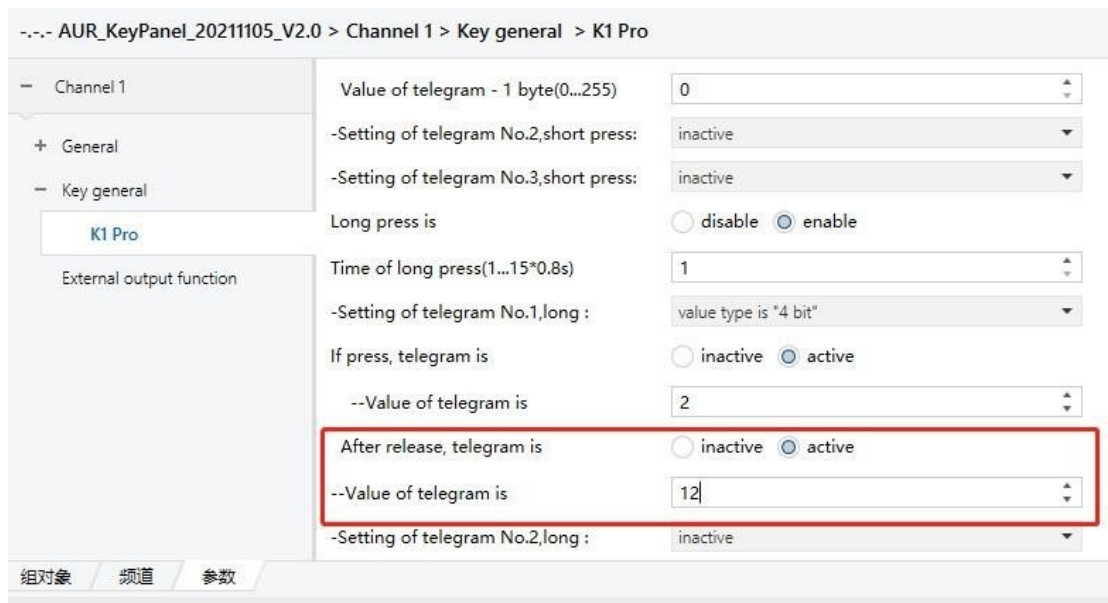 -.-.- AUR_KeyPanel_20211105_V2.0 > Channel 1 > Key general > K1 Pro
− Channel 1
+ General
− Key general
K1 Pro
External output function
Value of telegram - 1 byte(0...255) 0
-Setting of telegram No.2,short press: inactive
-Setting of telegram No.3,short press: inactive
Long press is disable enable
Time of long press(1...15*0.8s) 1
-Setting of telegram No.1,long : value type is "4 bit"
If press, telegram is inactive active
--Value of telegram is 2
After release, telegram is inactive active
--Value of telegram is 12
-Setting of telegram No.2,long : inactive
组对象 频道 参数